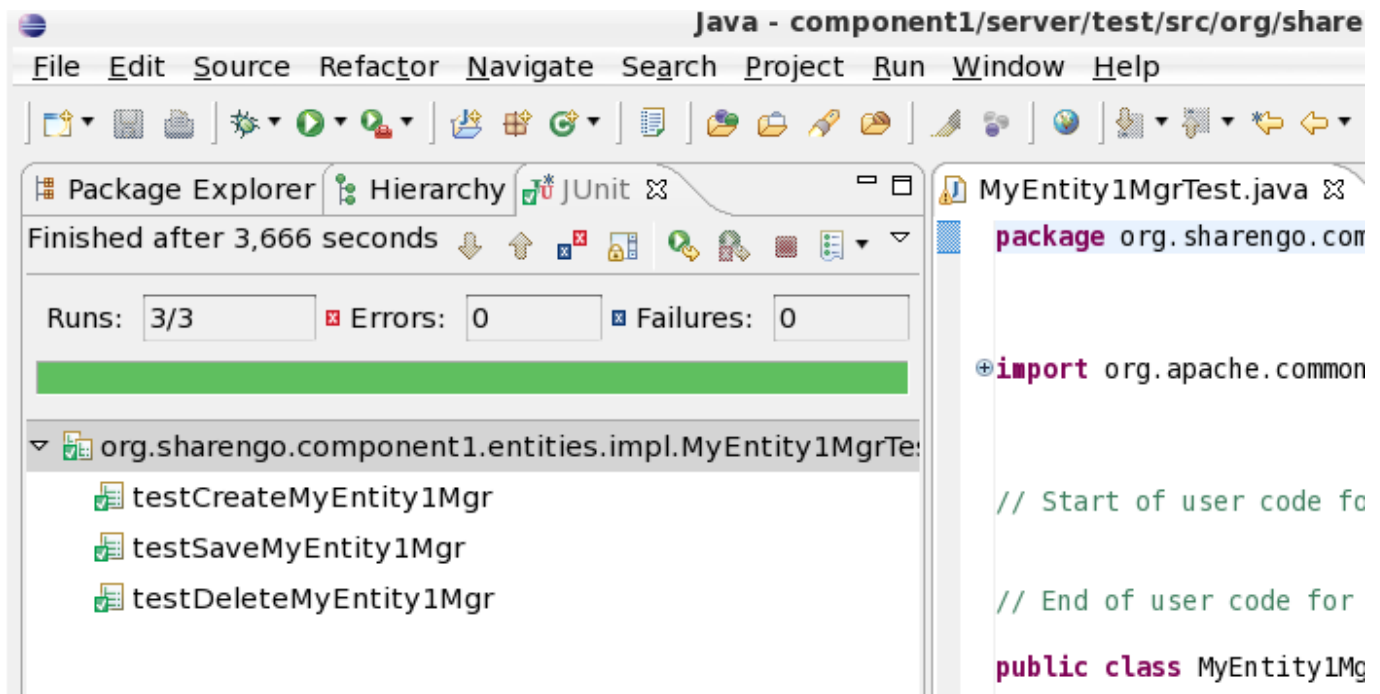 Java - component1/server/test/src/org/share
File Edit Source Refactor Navigate Search Project Run Window Help
Package Explorer Hierarchy JUnit
Finished after 3,666 seconds
Runs: 3/3 Errors: 0 Failures: 0
org.sharengo.component1.entities.impl.MyEntity1MgrTe
testCreateMyEntity1Mgr
testSaveMyEntity1Mgr
testDeleteMyEntity1Mgr
MyEntity1MgrTest.java
package org.sharengo.com
import org.apache.common
// Start of user code fo
// End of user code for
public class MyEntity1Mg